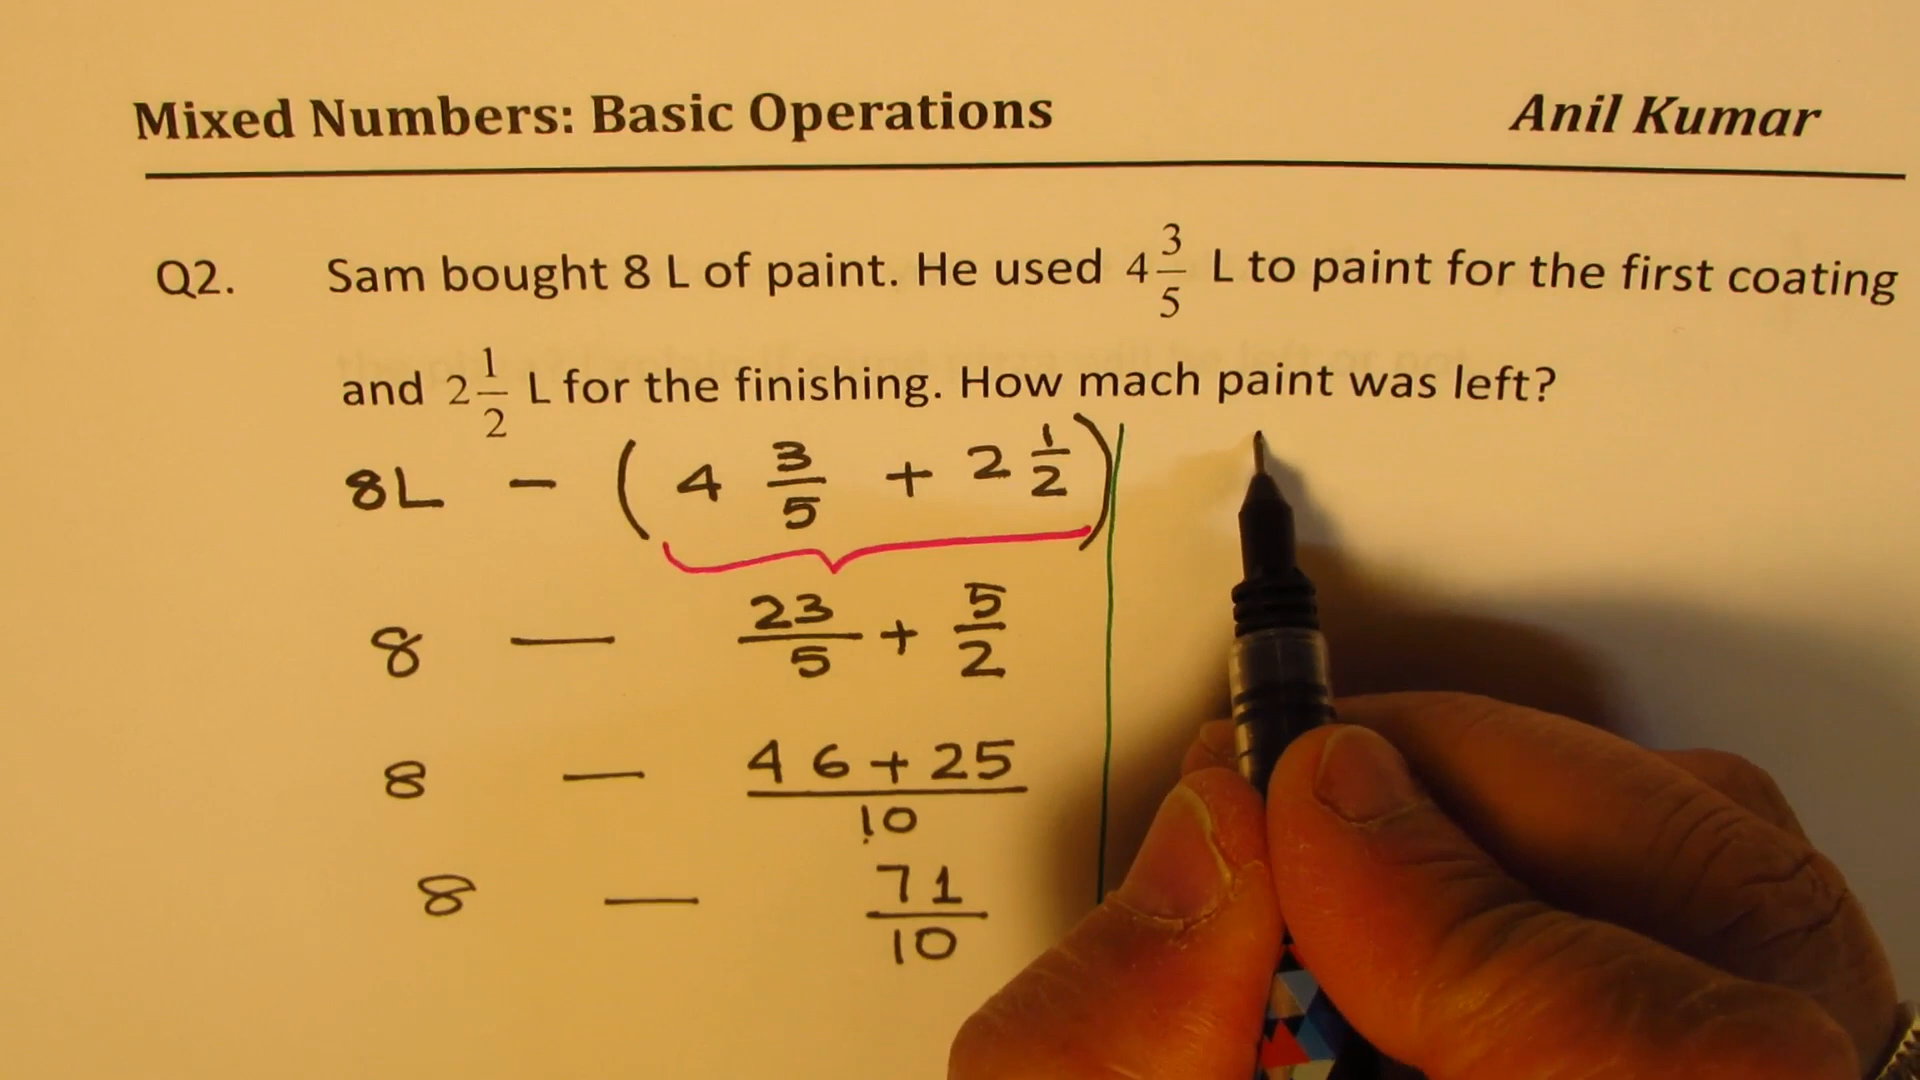 Mixed Numbers: Basic Operations Anil Kumar
Q2. Sam bought 8 L of paint. He used 4 3/5 L to paint for the first coating
and 2 1/2 L for the finishing. How mach paint was left?
8L - ( 4 3/5 + 2 1/2 )
8 - 23/5 + 5/2
8 - 46+25/10
8 - 71/10